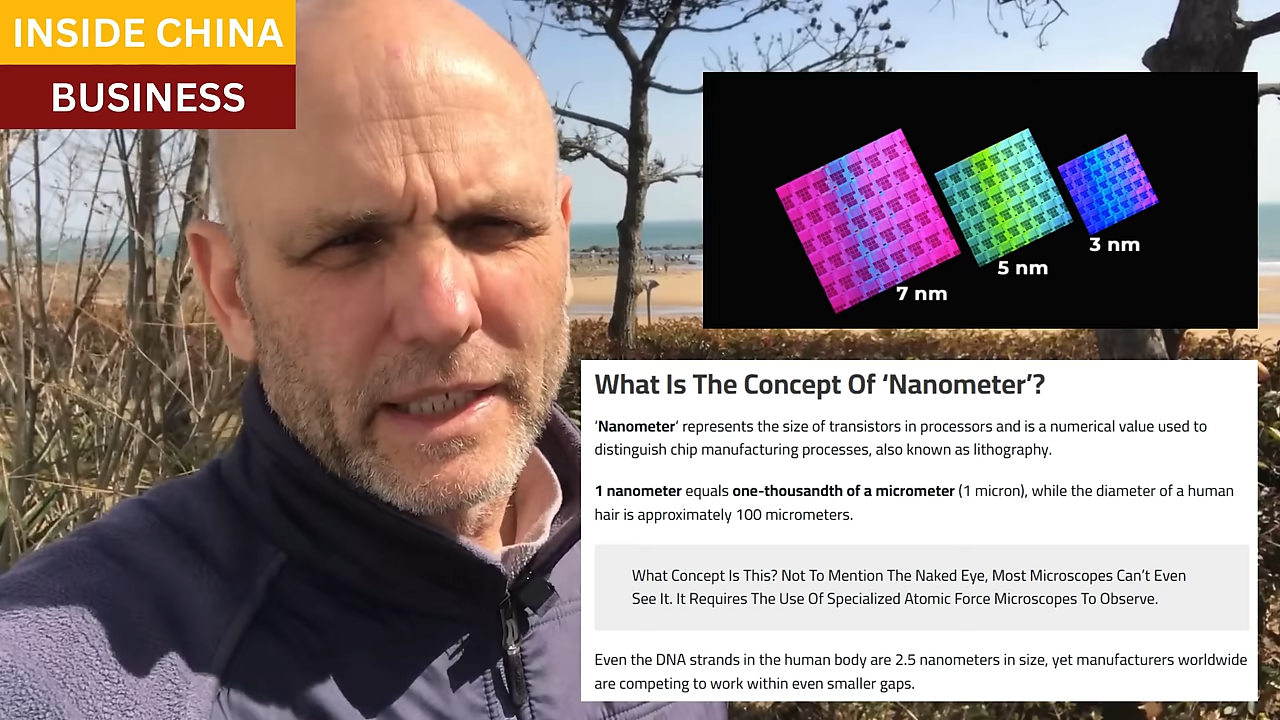 INSIDE CHINA
BUSINESS
7 nm
5 nm
3 nm
What Is The Concept Of ‘Nanometer’?
‘Nanometer’ represents the size of transistors in processors and is a numerical value used to
distinguish chip manufacturing processes, also known as lithography.
1 nanometer equals one-thousandth of a micrometer (1 micron), while the diameter of a human
hair is approximately 100 micrometers.
What Concept Is This? Not To Mention The Naked Eye, Most Microscopes Can’t Even
See It. It Requires The Use Of Specialized Atomic Force Microscopes To Observe.
Even the DNA strands in the human body are 2.5 nanometers in size, yet manufacturers worldwide
are competing to work within even smaller gaps.